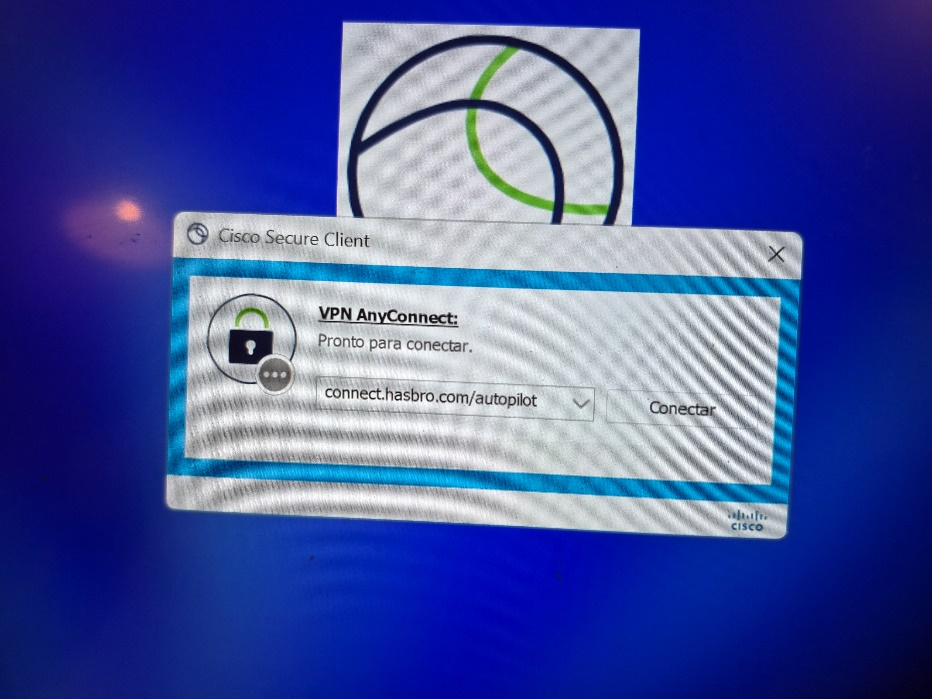 Cisco Secure Client
VPN AnyConnect:
Pronto para conectar.
connect.hasbro.com/autopilot
Conectar
CISCO